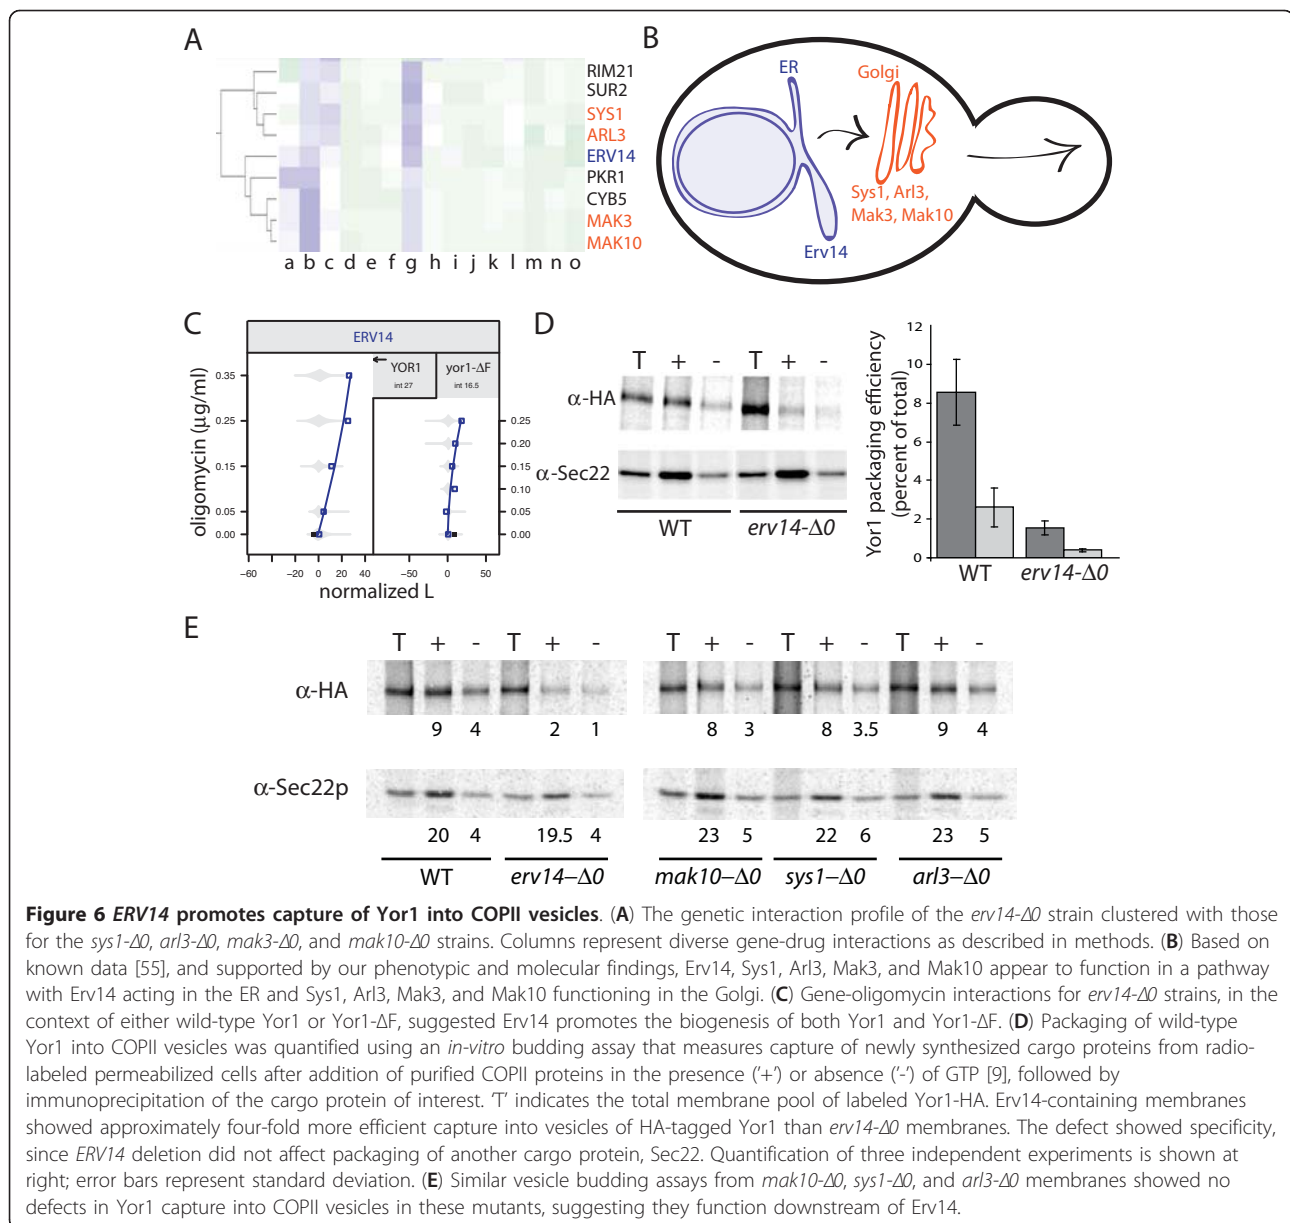 A
RIM21
SUR2
SYS1
ARL3
ERV14
PKR1
CYB5
MAK3
MAK10
a b c d e f g h i j k l m n o
B
ER
Golgi
Sys1, Arl3,
Mak3, Mak10
Erv14
C
ERV14
YOR1
int 27
yor1-ΔF
int 16.5
oligomycin (µg/ml)
0.35
0.25
0.15
0.05
0.00
0.25
0.20
0.15
0.10
0.05
0.00
−60 −20 0 20 40
−50 0 50
normalized L
D
T + - T + -
α-HA
α-Sec22
WT erv14-Δ0
Yor1 packaging efficiency
(percent of total)
12
10
8
6
4
2
0
WT erv14-Δ0
E
T + - T + - T + - T + - T + -
α-HA
9 4 2 1 8 3 8 3.5 9 4
α-Sec22p
20 4 19.5 4 23 5 22 6 23 5
WT erv14–Δ0 mak10–Δ0 sys1–Δ0 arl3–Δ0
Figure 6 ERV14 promotes capture of Yor1 into COPII vesicles. (A) The genetic interaction profile of the erv14-Δ0 strain clustered with those
for the sys1-Δ0, arl3-Δ0, mak3-Δ0, and mak10-Δ0 strains. Columns represent diverse gene-drug interactions as described in methods. (B) Based on
known data [55], and supported by our phenotypic and molecular findings, Erv14, Sys1, Arl3, Mak3, and Mak10 appear to function in a pathway
with Erv14 acting in the ER and Sys1, Arl3, Mak3, and Mak10 functioning in the Golgi. (C) Gene-oligomycin interactions for erv14-Δ0 strains, in the
context of either wild-type Yor1 or Yor1-ΔF, suggested Erv14 promotes the biogenesis of both Yor1 and Yor1-ΔF. (D) Packaging of wild-type
Yor1 into COPII vesicles was quantified using an in-vitro budding assay that measures capture of newly synthesized cargo proteins from radio-
labeled permeabilized cells after addition of purified COPII proteins in the presence ('+') or absence ('-') of GTP [9], followed by
immunoprecipitation of the cargo protein of interest. 'T' indicates the total membrane pool of labeled Yor1-HA. Erv14-containing membranes
showed approximately four-fold more efficient capture into vesicles of HA-tagged Yor1 than erv14-Δ0 membranes. The defect showed specificity,
since ERV14 deletion did not affect packaging of another cargo protein, Sec22. Quantification of three independent experiments is shown at
right; error bars represent standard deviation. (E) Similar vesicle budding assays from mak10-Δ0, sys1-Δ0, and arl3-Δ0 membranes showed no
defects in Yor1 capture into COPII vesicles in these mutants, suggesting they function downstream of Erv14.